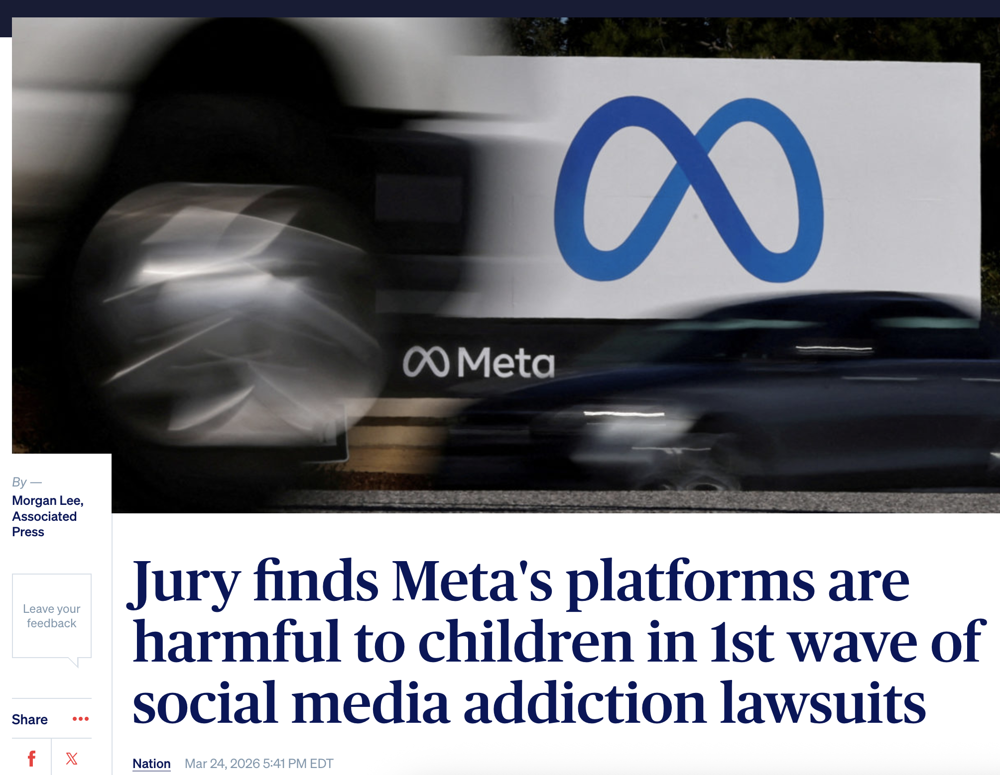 Meta
By —
Morgan Lee,
Associated
Press
Leave your
feedback
Share
Jury finds Meta's platforms are
harmful to children in 1st wave of
social media addiction lawsuits
Nation Mar 24, 2026 5:41 PM EDT